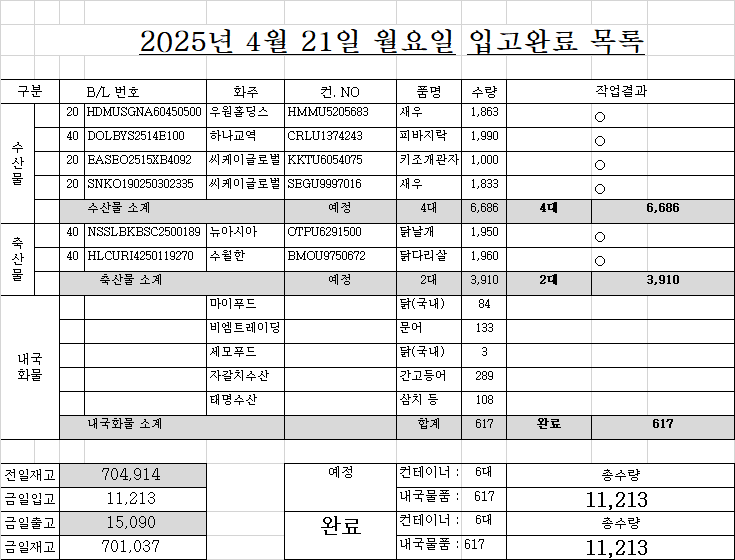 2025년 4월 21일 월요일 입고완료 목록
구분 B/L 번호 화주 컨. NO 품명 수량 작업결과
수산물
20 HDMUSGNA60450500 우원홀딩스 HMMU5205683 새우 1,863 ○
40 DOLBYS2514E100 하나교역 CRLU1374243 피바지락 1,990 ○
20 EASBO2515XB4092 씨케이글로벌 KKTU6054075 키조개관자 1,000 ○
20 SNKO190250302335 씨케이글로벌 SEGU9997016 새우 1,833 ○
수산물 소계 예정 4대 6,686 4대 6,686
축산물
40 NSSLBKBSC2500189 뉴아시아 OTPU6291500 닭날개 1,950 ○
40 HLCURI4250119270 수월한 BMOU9750672 닭다리살 1,960 ○
축산물 소계 예정 2대 3,910 2대 3,910
내국화물
마이푸드 닭(국내) 84
비엠트레이딩 문어 133
세모푸드 닭(국내) 3
자갈치수산 간고등어 289
태명수산 삼치 등 108
내국화물 소계 합계 617 완료 617
전일재고 704,914 예정 컨테이너 : 6대 총수량
금일입고 11,213 내국물품 : 617 11,213
금일출고 15,090 완료 컨테이너 : 6대 총수량
금일재고 701,037 내국물품 : 617 11,213